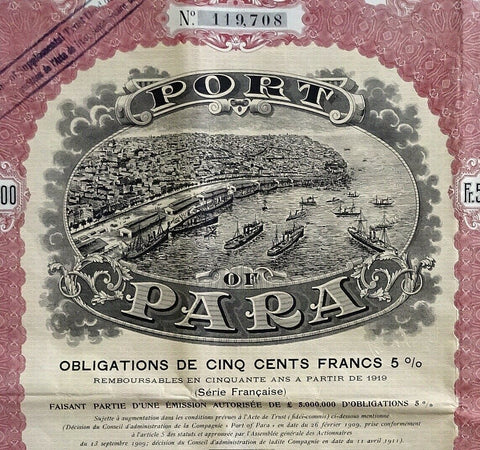 Nº 119,708
PORT
OF
PARA
Fr. 5
00
OBLIGATIONS DE CINQ CENTS FRANCS 5 %
REMBOURSABLES EN CINQUANTE ANS A PARTIR DE 1919
(Série Française)
FAISANT PARTIE D'UNE ÉMISSION AUTORISÉE DE £ 5.000.000 D'OBLIGATIONS 5 %
Sujette à augmentation dans les conditions prévues à l'Acte de Trust (fidéi-commis) ci-dessous mentionné
(Décision du Conseil d'administration de la Compagnie « Port of Para » en date du 26 février 1909, prise conformément
à l'article 5 des statuts et approuvée par l'Assemblée générale des Actionnaires
du 13 septembre 1909; décision du Conseil d'administration de ladite Compagnie en date du 11 avril 1911).